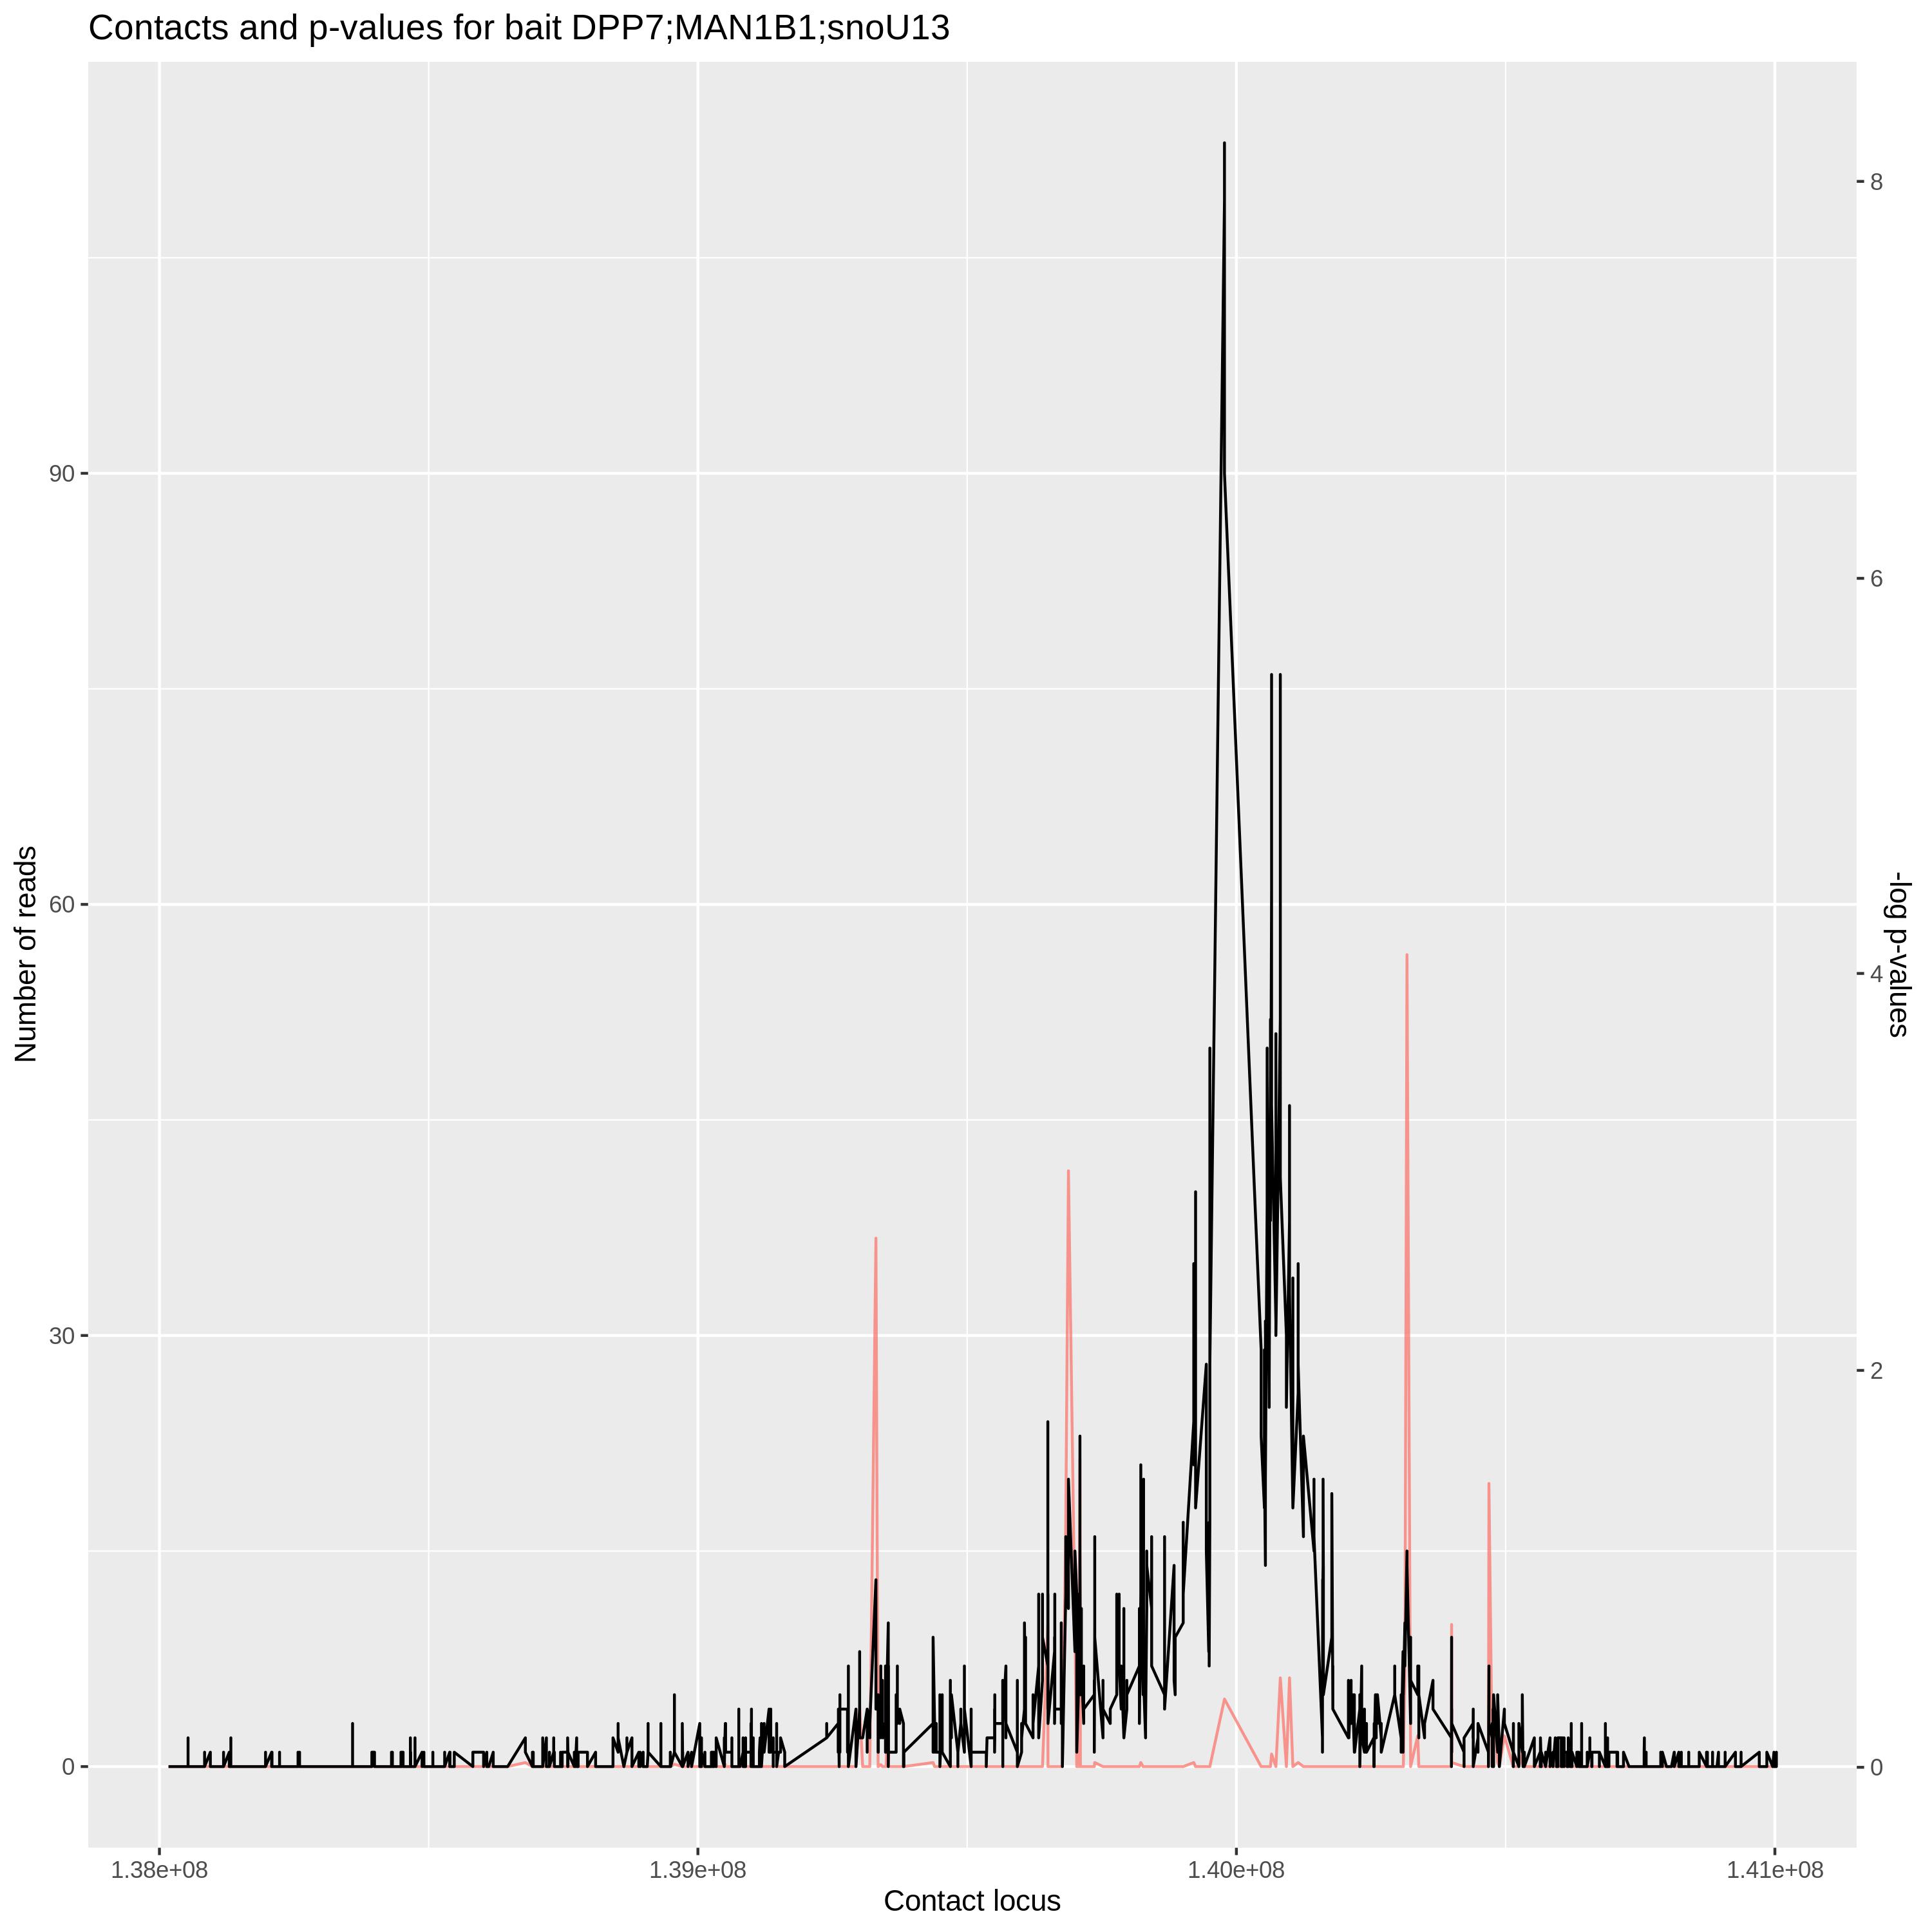 Contacts and p-values for bait DPP7;MAN1B1;snoU13
8
90
6
60
4
30
2
0
0
Number of reads
-log p-values
1.38e+08
1.39e+08
1.40e+08
1.41e+08
Contact locus